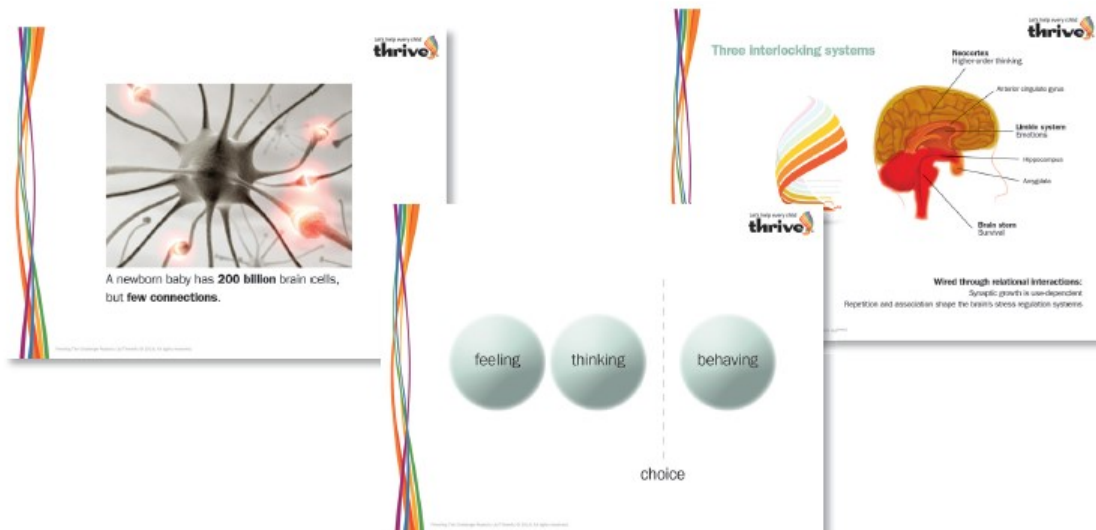 Let's help every child
thrive
A newborn baby has 200 billion brain cells,
but few connections.
Let's help every child
thrive
Three interlocking systems
Neocortex
Higher-order thinking
Anterior cingulate gyrus
Limbic system
Emotions
Hippocampus
Amygdala
Brain stem
Survival
Wired through relational interactions:
Synaptic growth is use-dependent
Repetition and association shape the brain's stress regulation systems
Let's help every child
thrive
feeling
thinking
behaving
choice